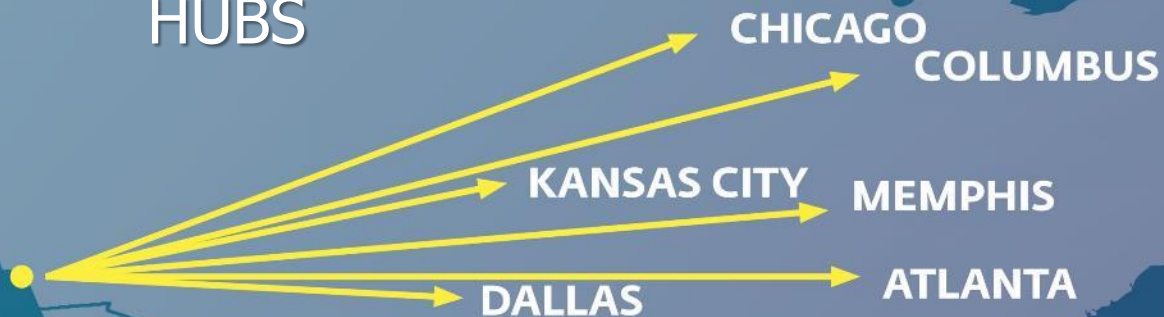 HUBS
CHICAGO
COLUMBUS
KANSAS CITY
MEMPHIS
ATLANTA
DALLAS